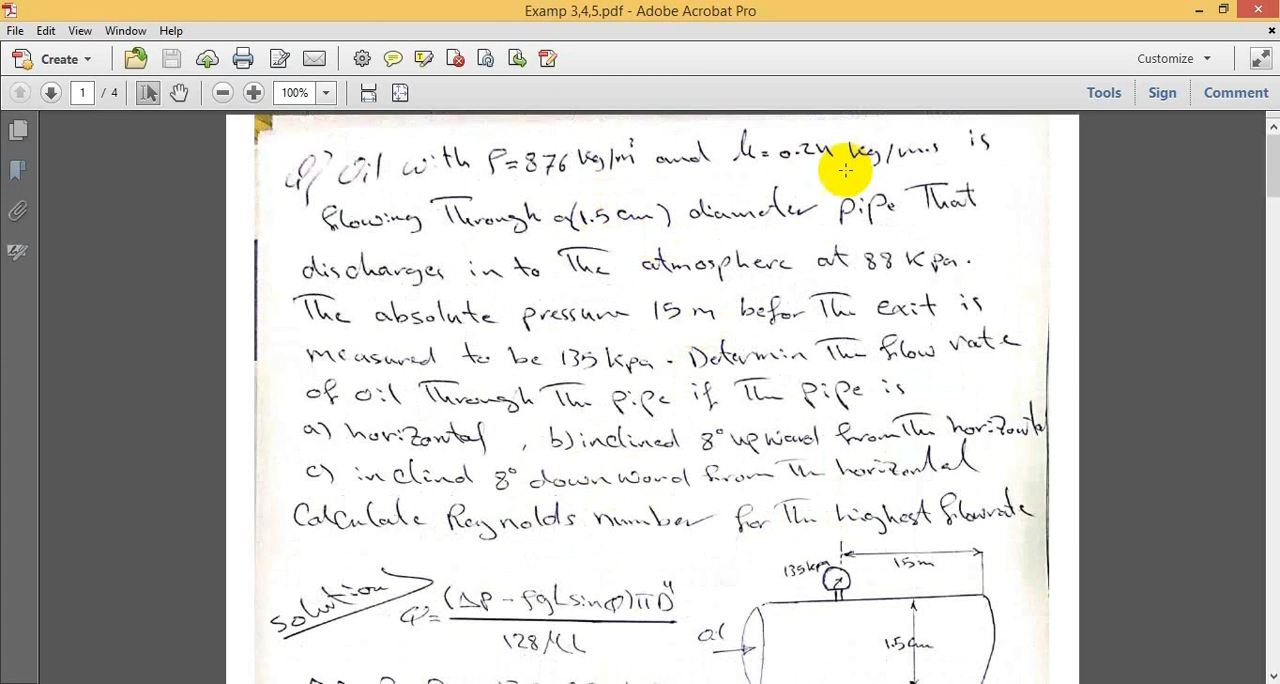 Examp 3,4,5.pdf - Adobe Acrobat Pro
File Edit View Window Help
Create Customize
1 / 4 100% Tools Sign Comment
Q/ Oil with ρ=876 kg/m³ and μ=0.24 kg/m.s is
flowing Through a(1.5 cm) diameter pipe That
discharges in to The atmosphere at 88 Kpa.
The absolute pressure 15 m befor The exit is
measured to be 135 kpa. Determin The flow rate
of oil Through The pipe if The pipe is
a) horizontal, b) inclined 8° upward from The horizontal
c) inclind 8° down word from The horizontal
Calculate Reynolds number for The highest flowrate
135kpa 15m
solution Q = (ΔP - ρgL sinφ)πD⁴
128μL
oil 1.5cm